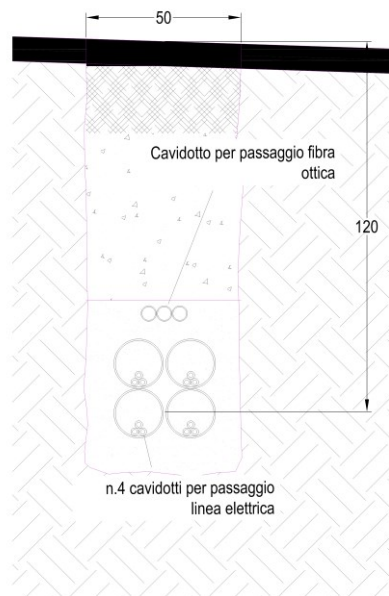 50
Cavidotto per passaggio fibra
ottica
120
n.4 cavidotti per passaggio
linea elettrica